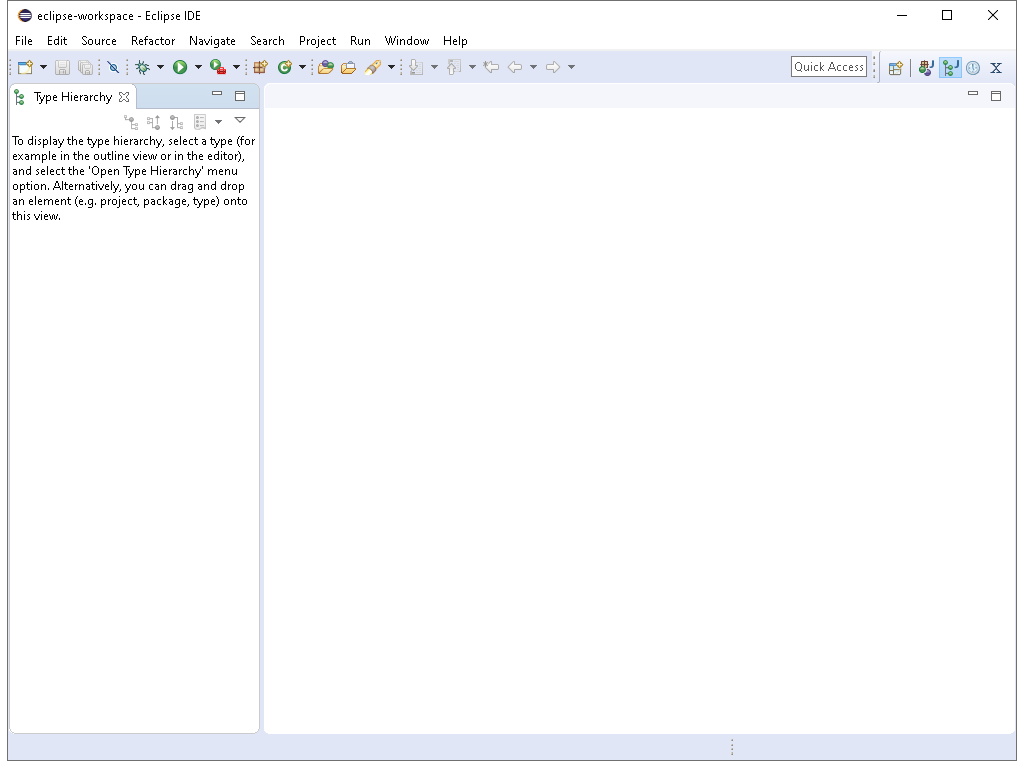 eclipse-workspace - Eclipse IDE
File Edit Source Refactor Navigate Search Project Run Window Help
Quick Access
Type Hierarchy
To display the type hierarchy, select a type (for
example in the outline view or in the editor),
and select the 'Open Type Hierarchy' menu
option. Alternatively, you can drag and drop
an element (e.g. project, package, type) onto
this view.